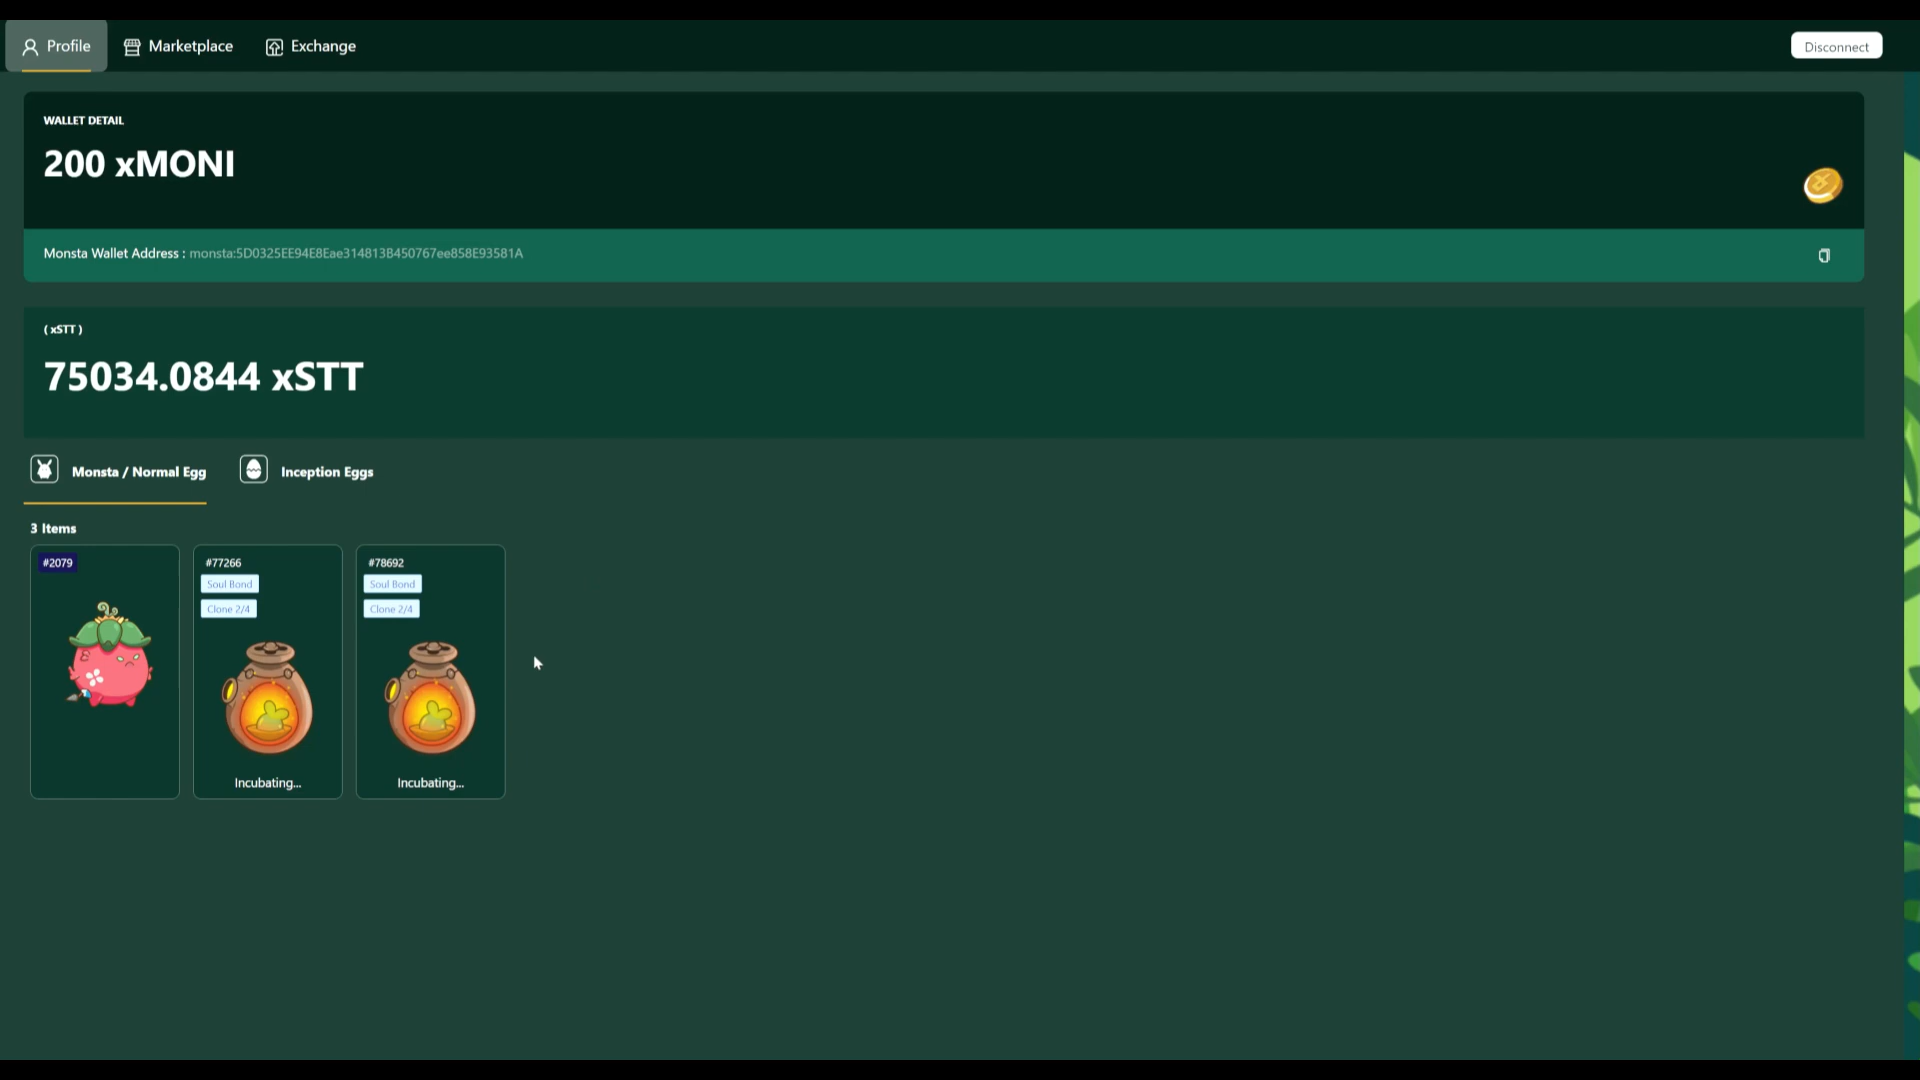 Profile
Marketplace
Exchange
Disconnect
WALLET DETAIL
200 xMONI
Monsta Wallet Address : monsta:5D0325EE94E8Eae314813B450767ee858E93581A
( xSTT )
75034.0844 xSTT
Monsta / Normal Egg
Inception Eggs
3 Items
#2079
#77266
Soul Bond
Clone 2/4
Incubating...
#78692
Soul Bond
Clone 2/4
Incubating...